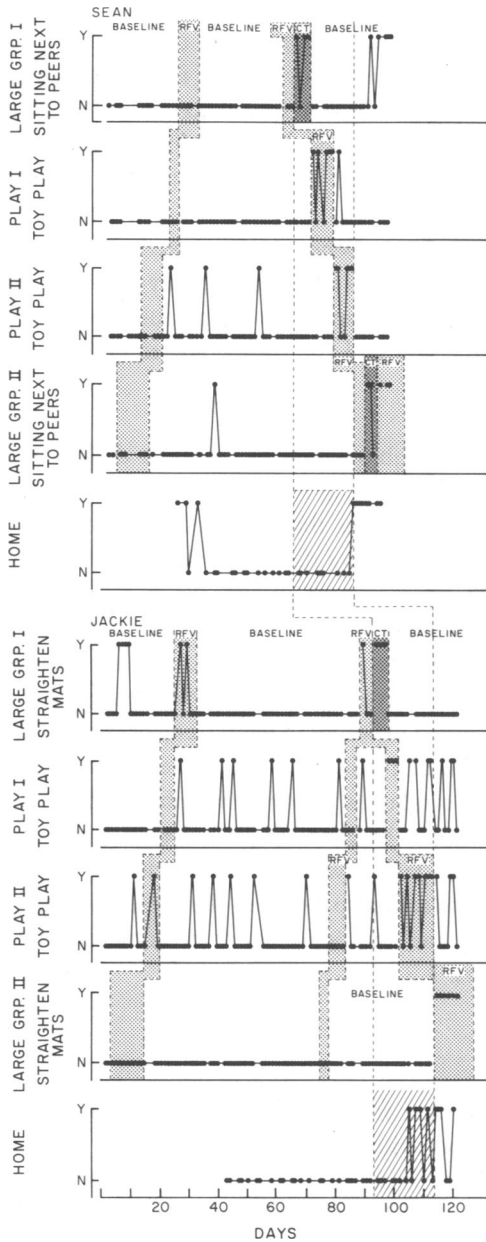 SEAN
BASELINE RFV BASELINE RFV CT BASELINE
LARGE GRP. I
SITTING NEXT
TO PEERS
Y
N
RFV
PLAY I
TOY PLAY
Y
N
PLAY II
TOY PLAY
Y
N
RFV CT RFV
LARGE GRP. II
SITTING NEXT
TO PEERS
Y
N
HOME
Y
N
JACKIE
BASELINE RFV BASELINE RFV CT BASELINE
LARGE GRP. I
STRAIGHTEN
MATS
Y
N
PLAY I
TOY PLAY
Y
N
RFV RFV
PLAY II
TOY PLAY
Y
N
RFV
BASELINE
LARGE GRP. II
STRAIGHTEN
MATS
Y
N
HOME
Y
N
0 20 40 60 80 100 120
DAYS